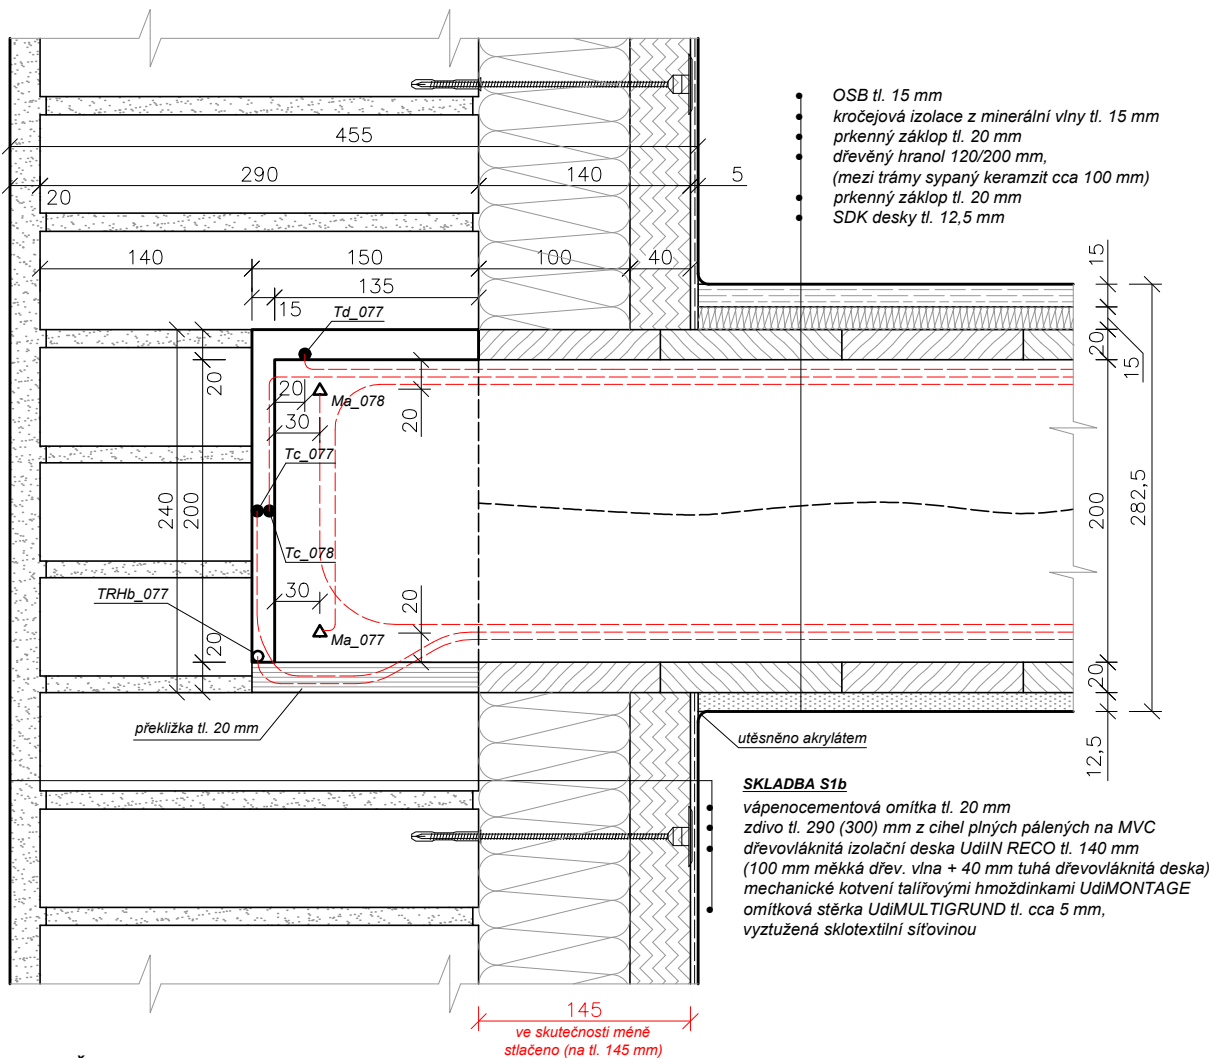 OSB tl. 15 mm
kročejová izolace z minerální vlny tl. 15 mm
prkenný záklop tl. 20 mm
dřevěný hranol 120/200 mm,
(mezi trámy sypaný keramzit cca 100 mm)
prkenný záklop tl. 20 mm
SDK desky tl. 12,5 mm
455
290
140
5
20
140
150
100
40
135
15
15
Td_077
20
20
15
20
Ma_078
20
30
Tc_077
240
200
200
282,5
Tc_078
30
TRHb_077
20
Ma_077
20
20
překližka tl. 20 mm
utěsněno akrylátem
12,5
SKLADBA S1b
vápenocementová omítka tl. 20 mm
zdivo tl. 290 (300) mm z cihel plných pálených na MVC
dřevovláknitá izolační deska UdiIN RECO tl. 140 mm
(100 mm měkká dřev. vlna + 40 mm tuhá dřevovláknitá deska)
mechanické kotvení talířovými hmoždinkami UdiMONTAGE
omítková stěrka UdiMULTIGRUND tl. cca 5 mm,
vyztužená sklotextilní síťovinou
145
ve skutečnosti méně
stlačeno (na tl. 145 mm)